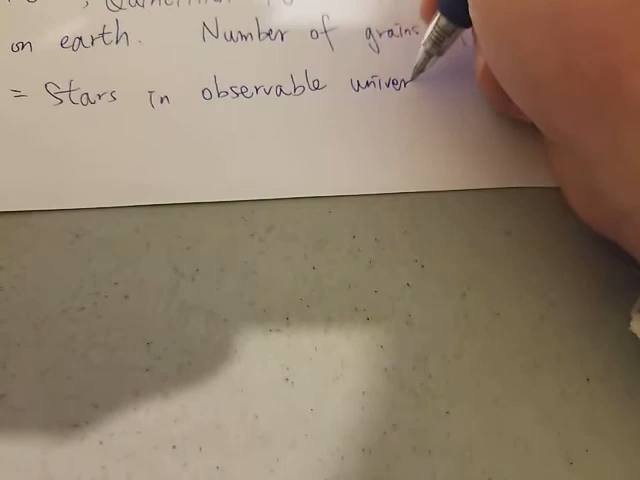 on earth. Number of grains
= Stars in observable univer